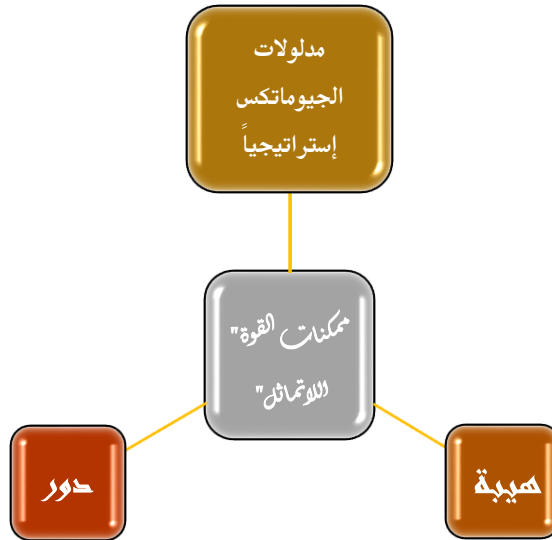 مدلولات
الجيوماتكس
إستراتيجياً
ممكنات القوة"
اللاتماثل"
هيبة
دور